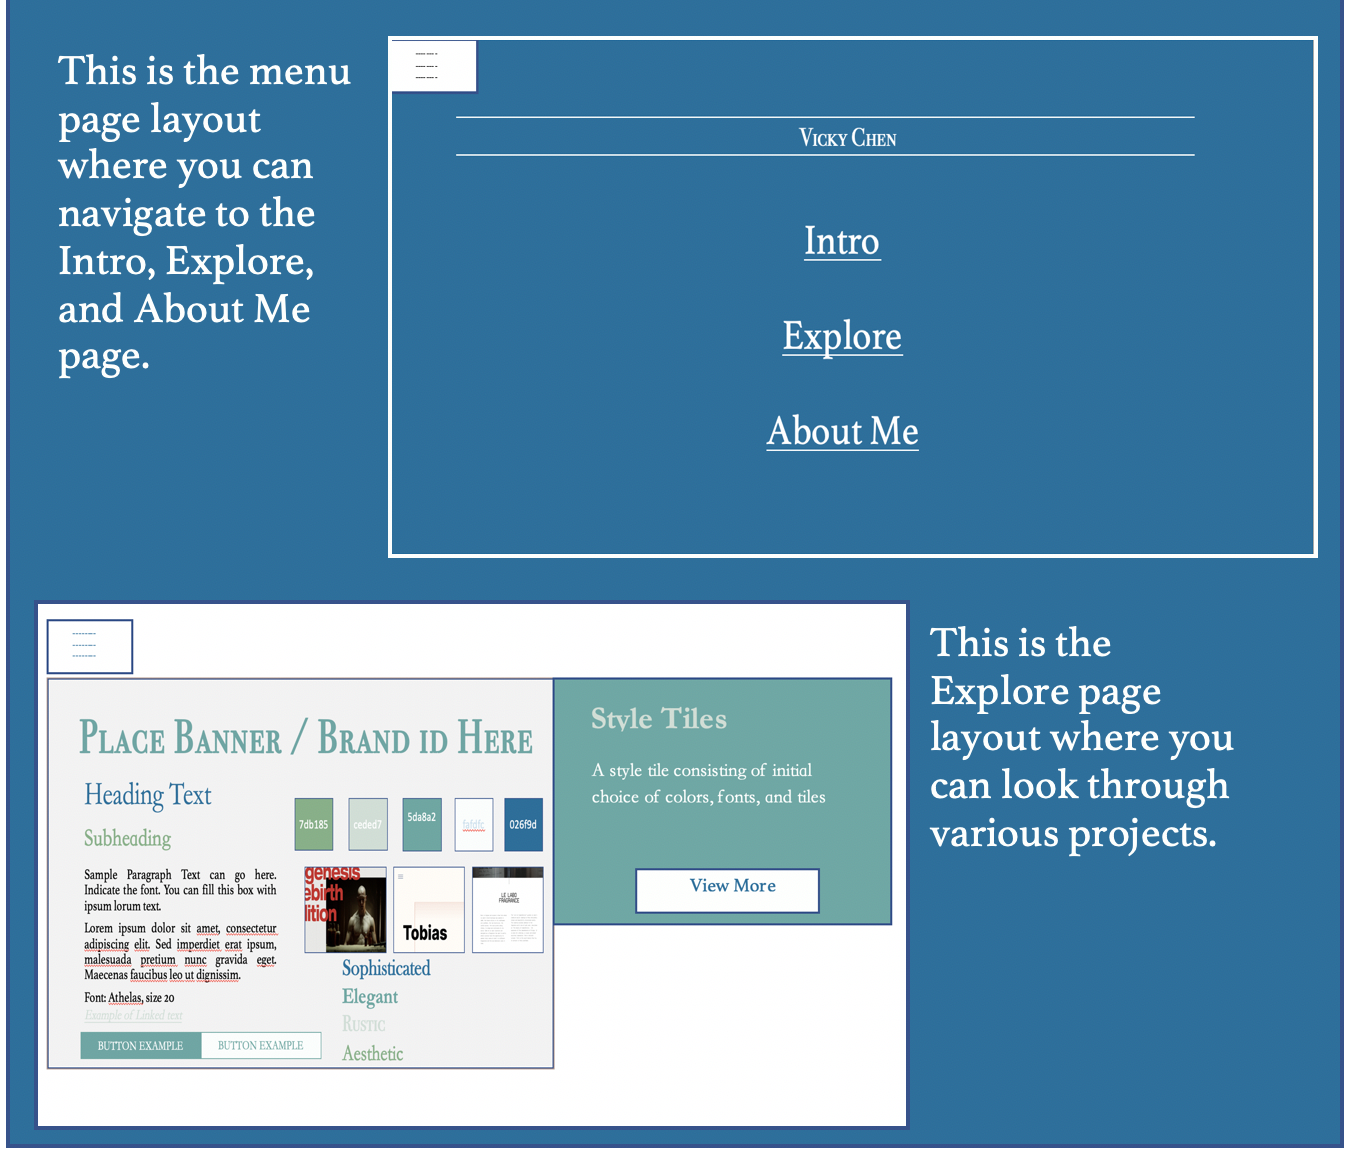 This is the menu
page layout
where you can
navigate to the
Intro, Explore,
and About Me
page.
Vicky Chen
Intro
Explore
About Me
Place Banner / Brand id Here
Heading Text
Subheading
Sample Paragraph Text can go here.
Indicate the font. You can fill this box with
ipsum lorum text.
Lorem ipsum dolor sit amet, consectetur
adipiscing elit. Sed imperdiet erat ipsum,
malesuada pretium nunc gravida eget.
Maecenas faucibus leo ut dignissim.
Font: Athelas, size 20
Example of Linked text
BUTTON EXAMPLE BUTTON EXAMPLE
7db185 ceded7 5da8a2 fafdfc 026f9d
genesis
ebirth
ition
Tobias
LE LABO
FRAGRANCE
Sophisticated
Elegant
Rustic
Aesthetic
Style Tiles
A style tile consisting of initial
choice of colors, fonts, and tiles
View More
This is the
Explore page
layout where you
can look through
various projects.